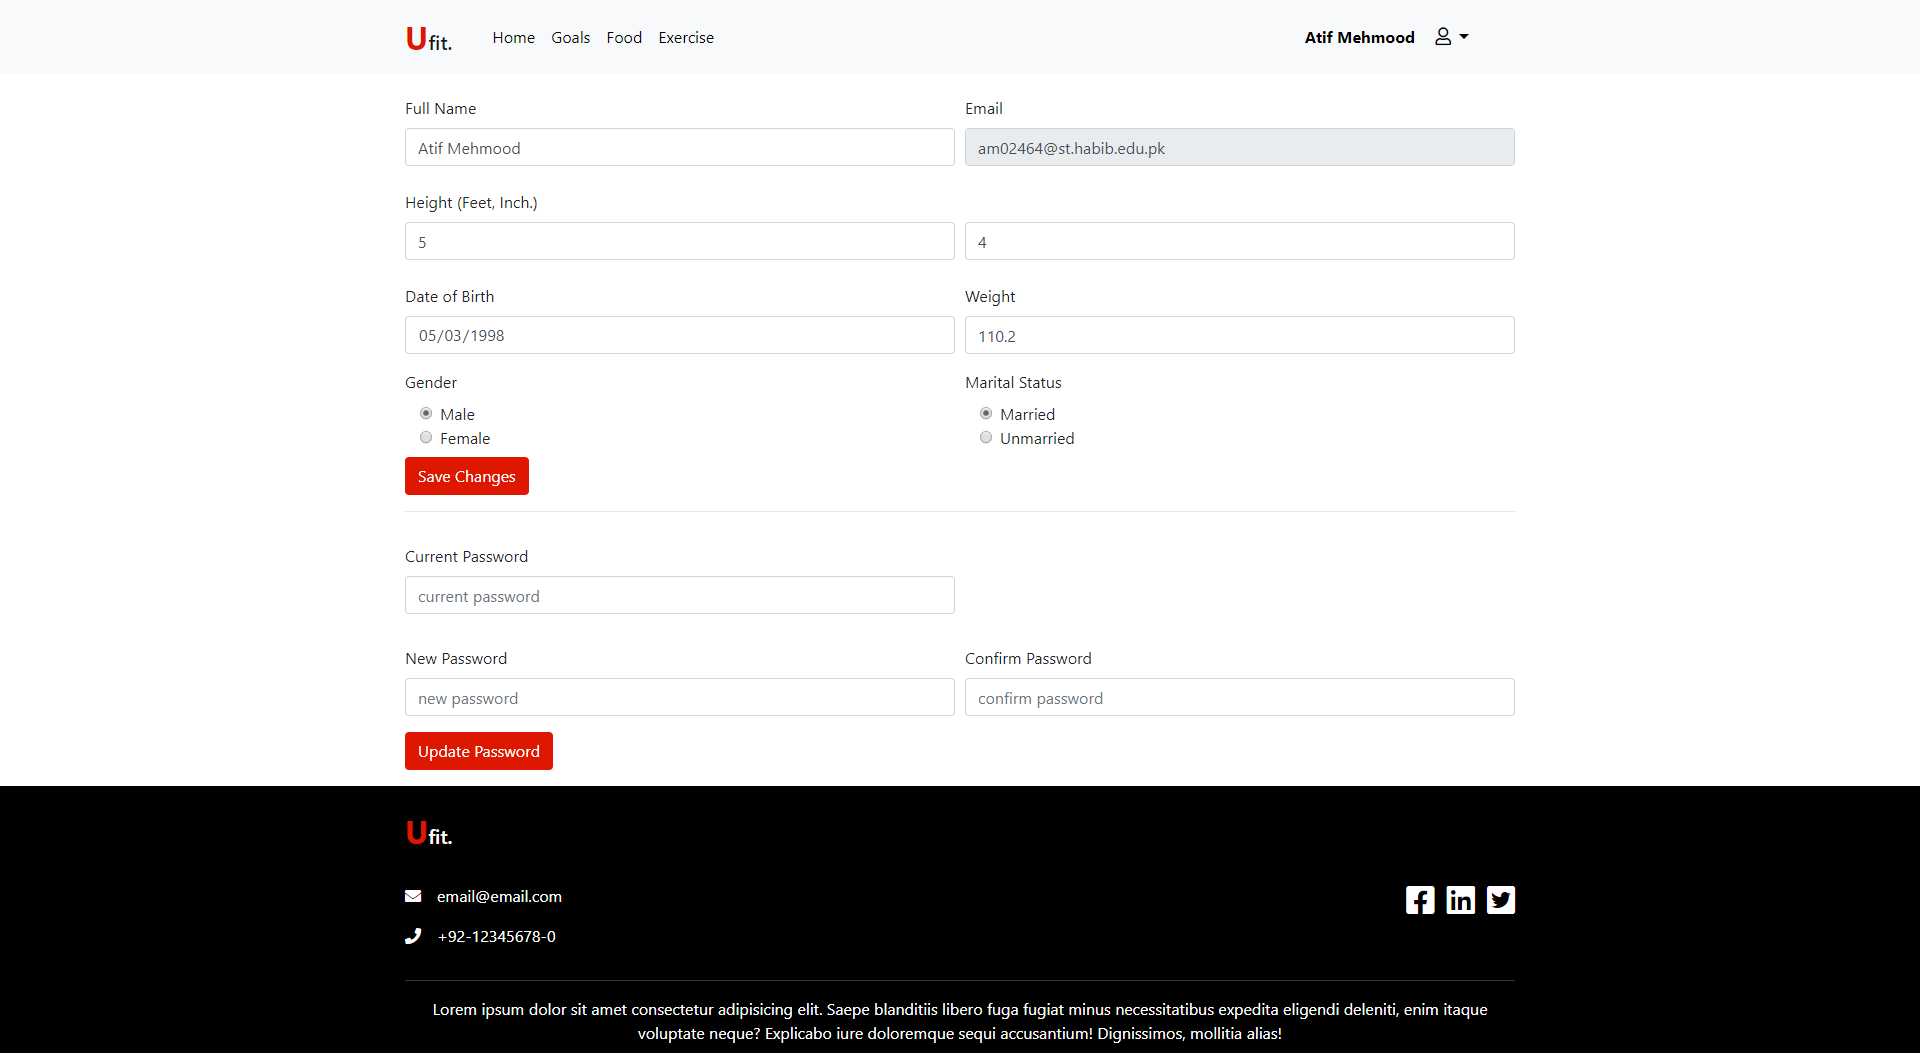 Ufit. Home Goals Food Exercise Atif Mehmood
Full Name Email
Atif Mehmood am02464@st.habib.edu.pk
Height (Feet, Inch.)
5 4
Date of Birth Weight
05/03/1998 110.2
Gender Marital Status
Male Married
Female Unmarried
Save Changes
Current Password
current password
New Password Confirm Password
new password confirm password
Update Password
Ufit.
email@email.com
+92-12345678-0
Lorem ipsum dolor sit amet consectetur adipisicing elit. Saepe blanditiis libero fuga fugiat minus necessitatibus expedita eligendi deleniti, enim itaque
voluptate neque? Explicabo iure doloremque sequi accusantium! Dignissimos, mollitia alias!